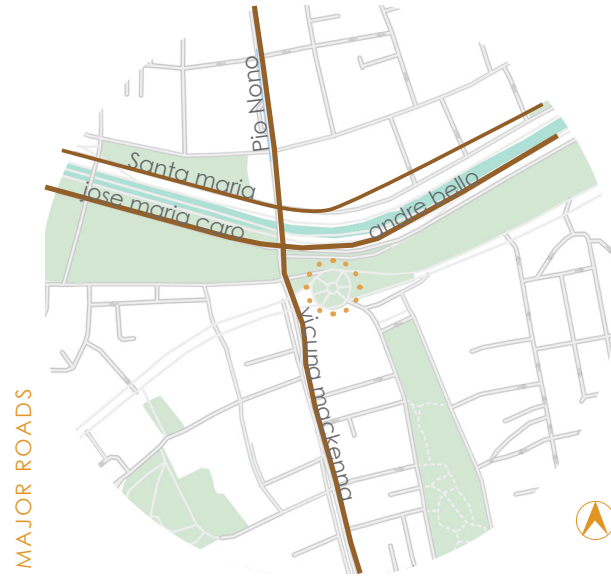 Pio Nono
Santa maria
jose maria caro
andre bello
vicuna mackenna
MAJOR ROADS